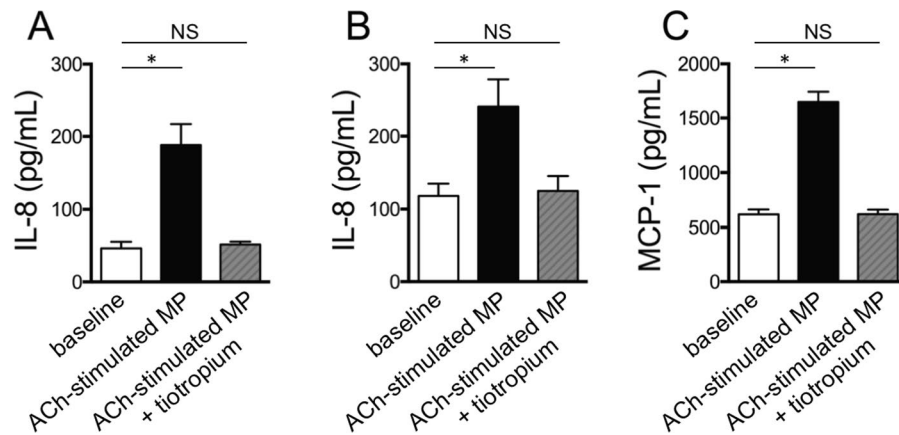 A
NS
*
IL-8 (pg/mL)
300
200
100
0
baseline
ACh-stimulated MP
ACh-stimulated MP
+ tiotropium
B
NS
*
IL-8 (pg/mL)
300
200
100
0
baseline
ACh-stimulated MP
ACh-stimulated MP
+ tiotropium
C
NS
*
MCP-1 (pg/mL)
2000
1500
1000
500
0
baseline
ACh-stimulated MP
ACh-stimulated MP
+ tiotropium